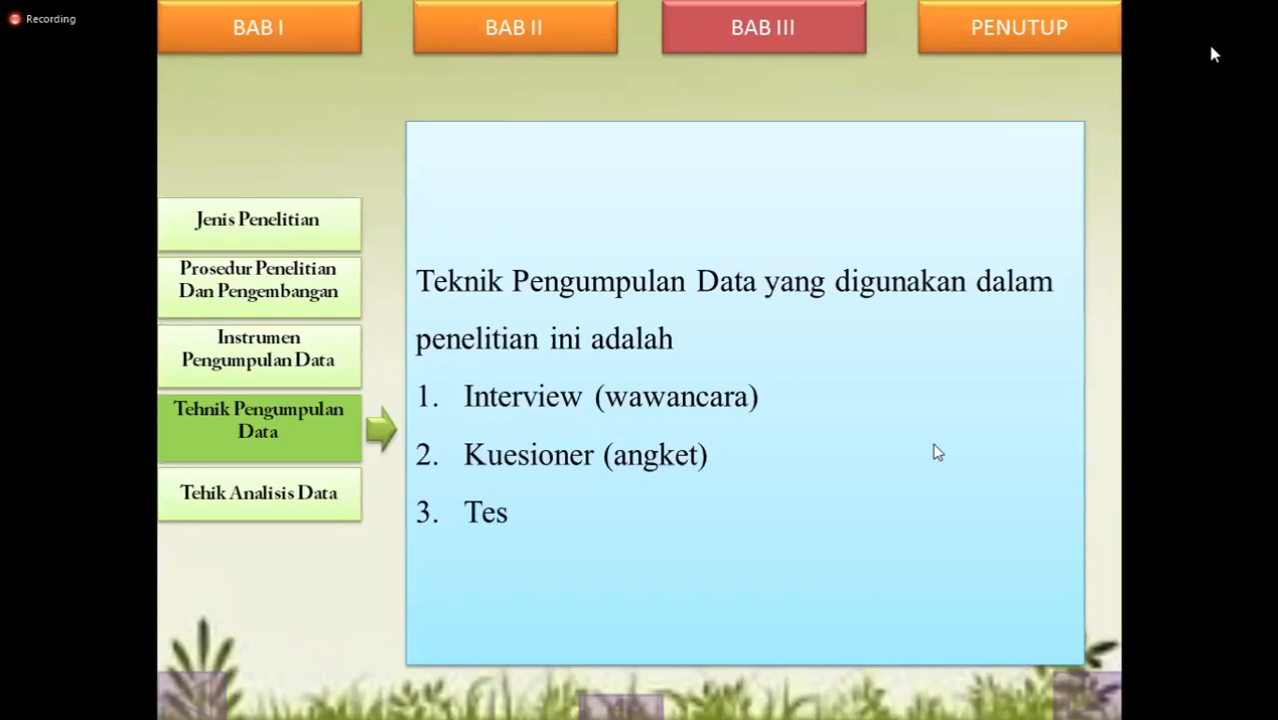 Recording
BAB I
BAB II
BAB III
PENUTUP
Jenis Penelitian
Prosedur Penelitian
Dan Pengembangan
Instrumen
Pengumpulan Data
Tehnik Pengumpulan
Data
Tehik Analisis Data
Teknik Pengumpulan Data yang digunakan dalam
penelitian ini adalah
1. Interview (wawancara)
2. Kuesioner (angket)
3. Tes